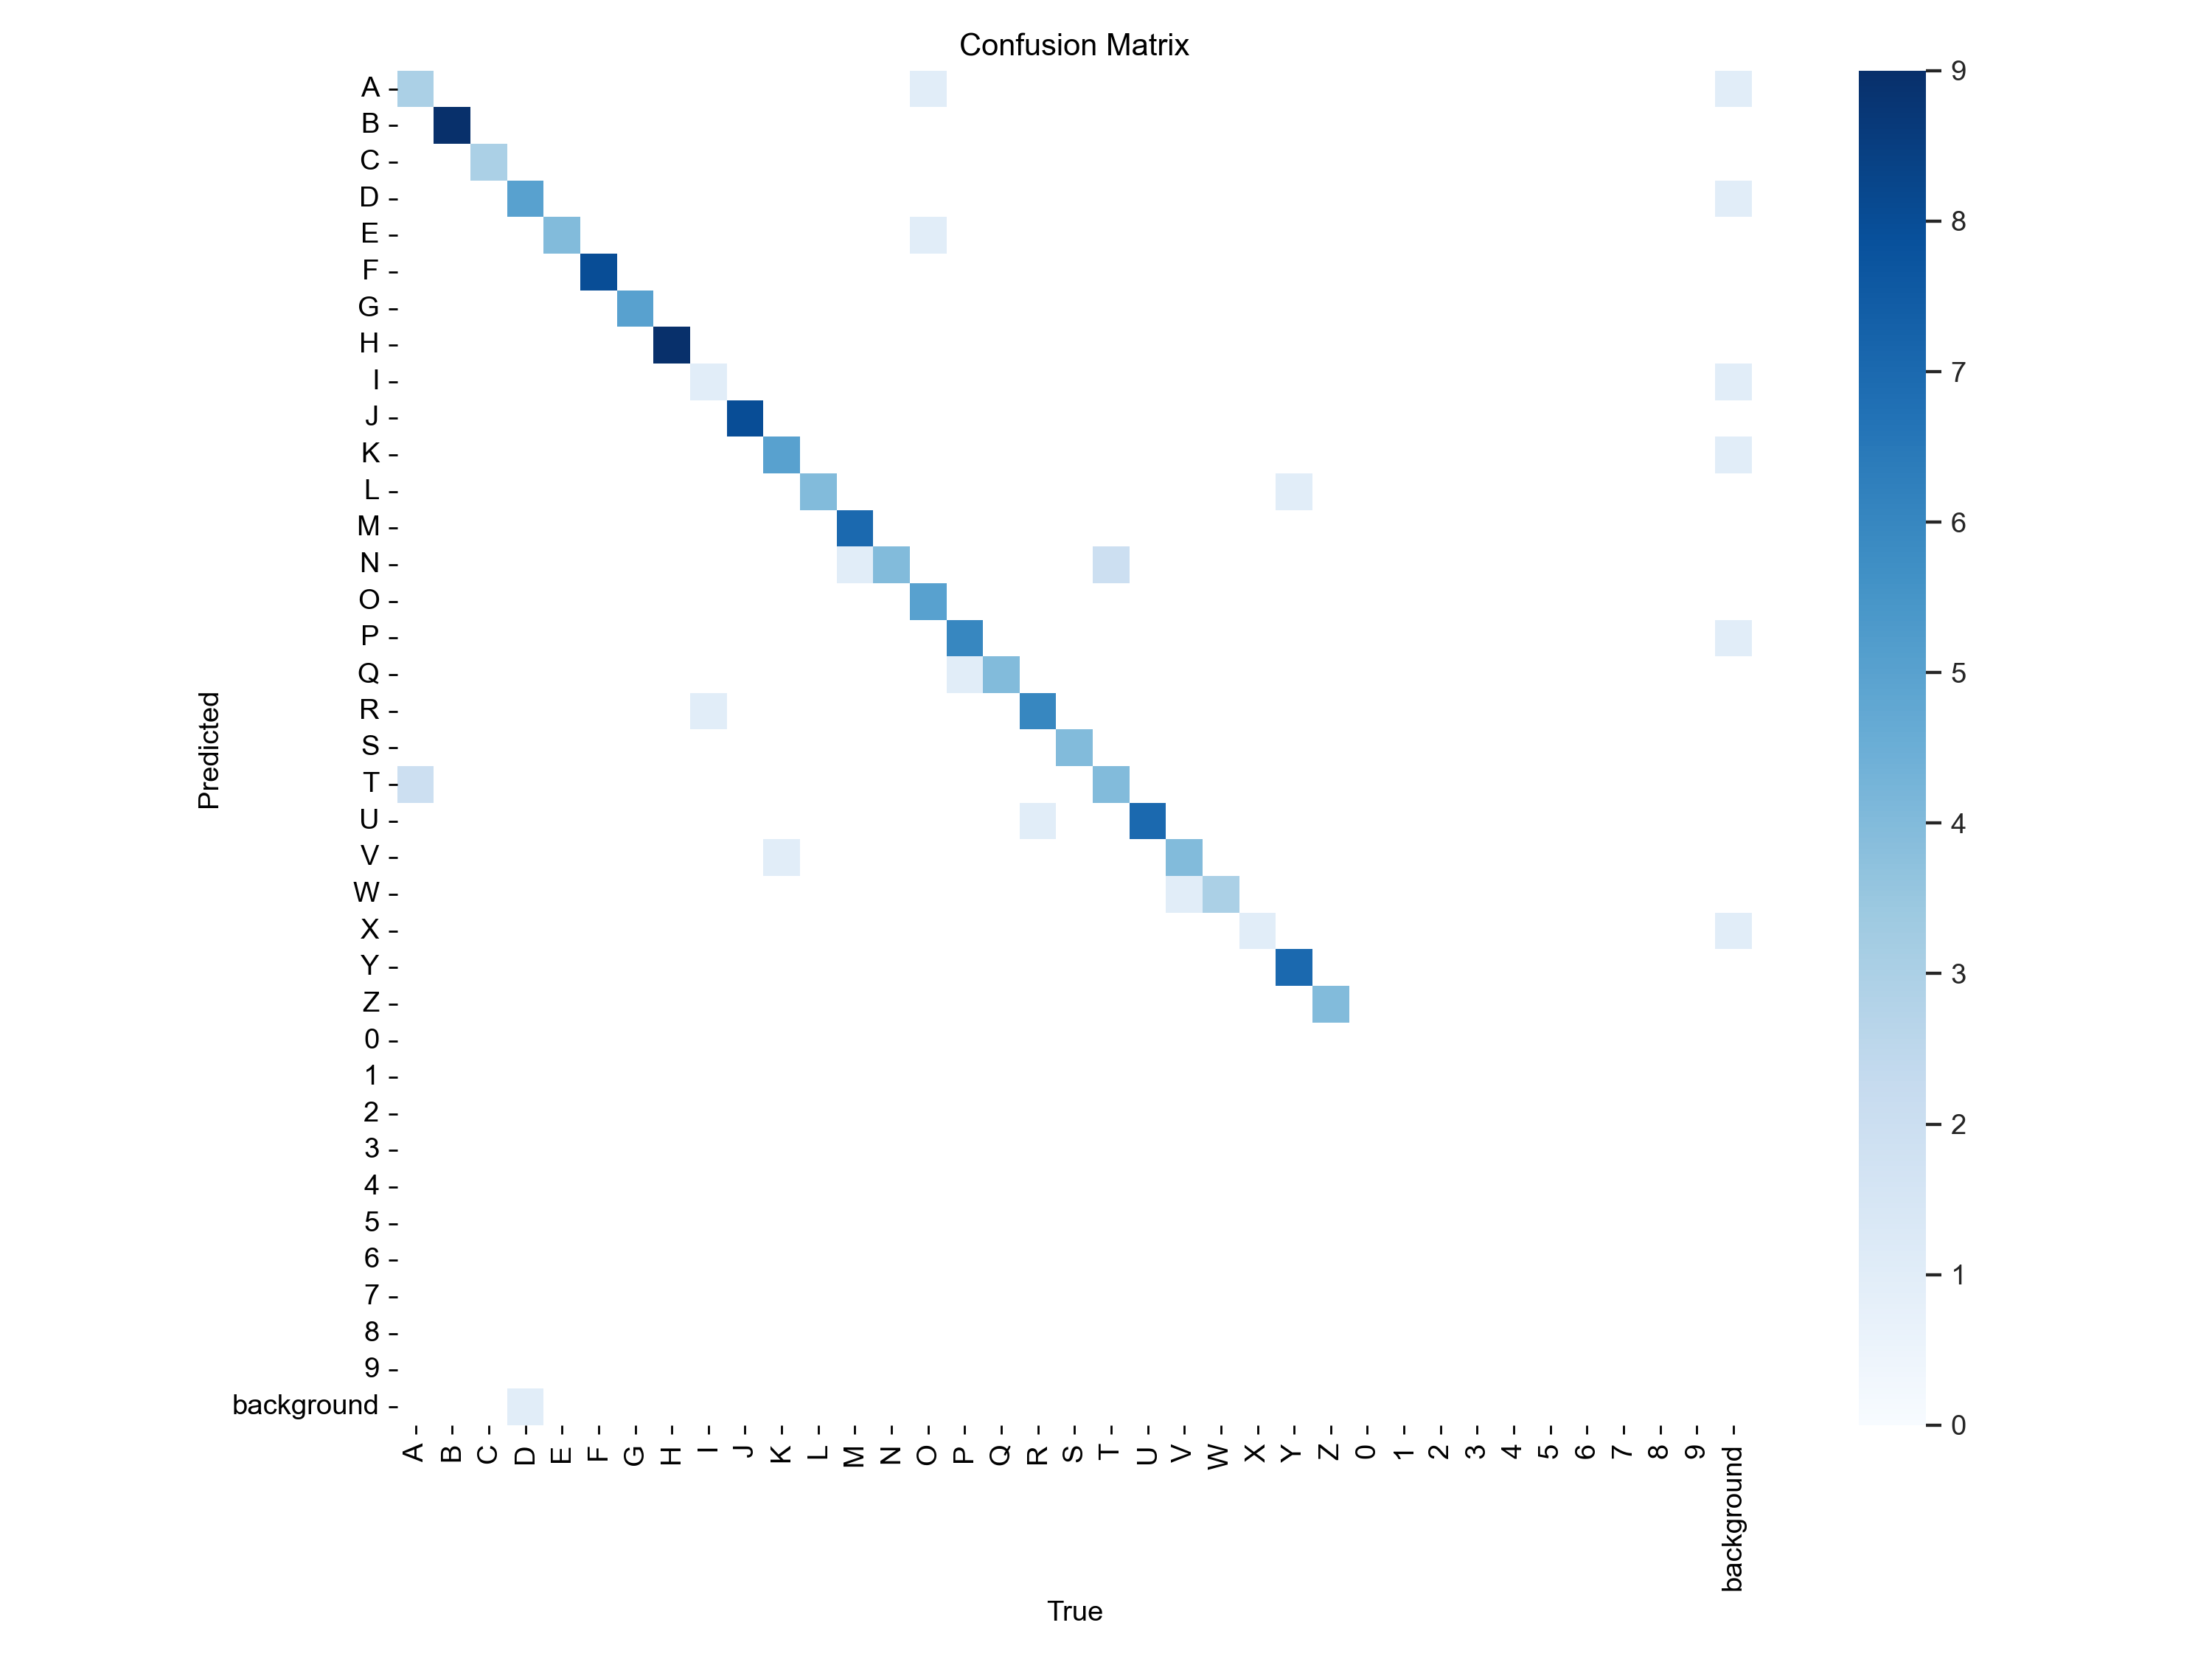 Confusion Matrix
A
B
C
D
E
F
G
H
I
J
K
L
M
N
O
P
Q
R
S
T
U
V
W
X
Y
Z
0
1
2
3
4
5
6
7
8
9
background
Predicted
A B C D E F G H I J K L M N O P Q R S T U V W X Y Z 0 1 2 3 4 5 6 7 8 9 background
True
9
8
7
6
5
4
3
2
1
0